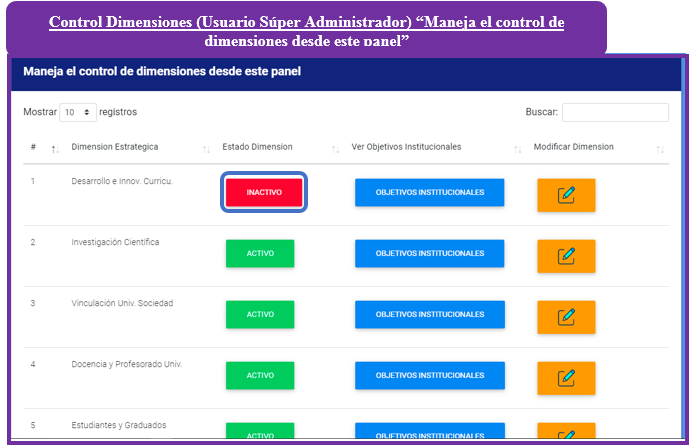 Control Dimensiones (Usuario Súper Administrador) “Maneja el control de
dimensiones desde este panel”
Maneja el control de dimensiones desde este panel
Mostrar 10 registros Buscar:
# Dimension Estrategica Estado Dimension Ver Objetivos Institucionales Modificar Dimension
1 Desarrollo e Innov. Curricu. INACTIVO OBJETIVOS INSTITUCIONALES
2 Investigación Científica ACTIVO OBJETIVOS INSTITUCIONALES
3 Vinculación Univ. Sociedad ACTIVO OBJETIVOS INSTITUCIONALES
4 Docencia y Profesorado Univ. ACTIVO OBJETIVOS INSTITUCIONALES
5 Estudiantes y Graduados ACTIVO OBJETIVOS INSTITUCIONALES